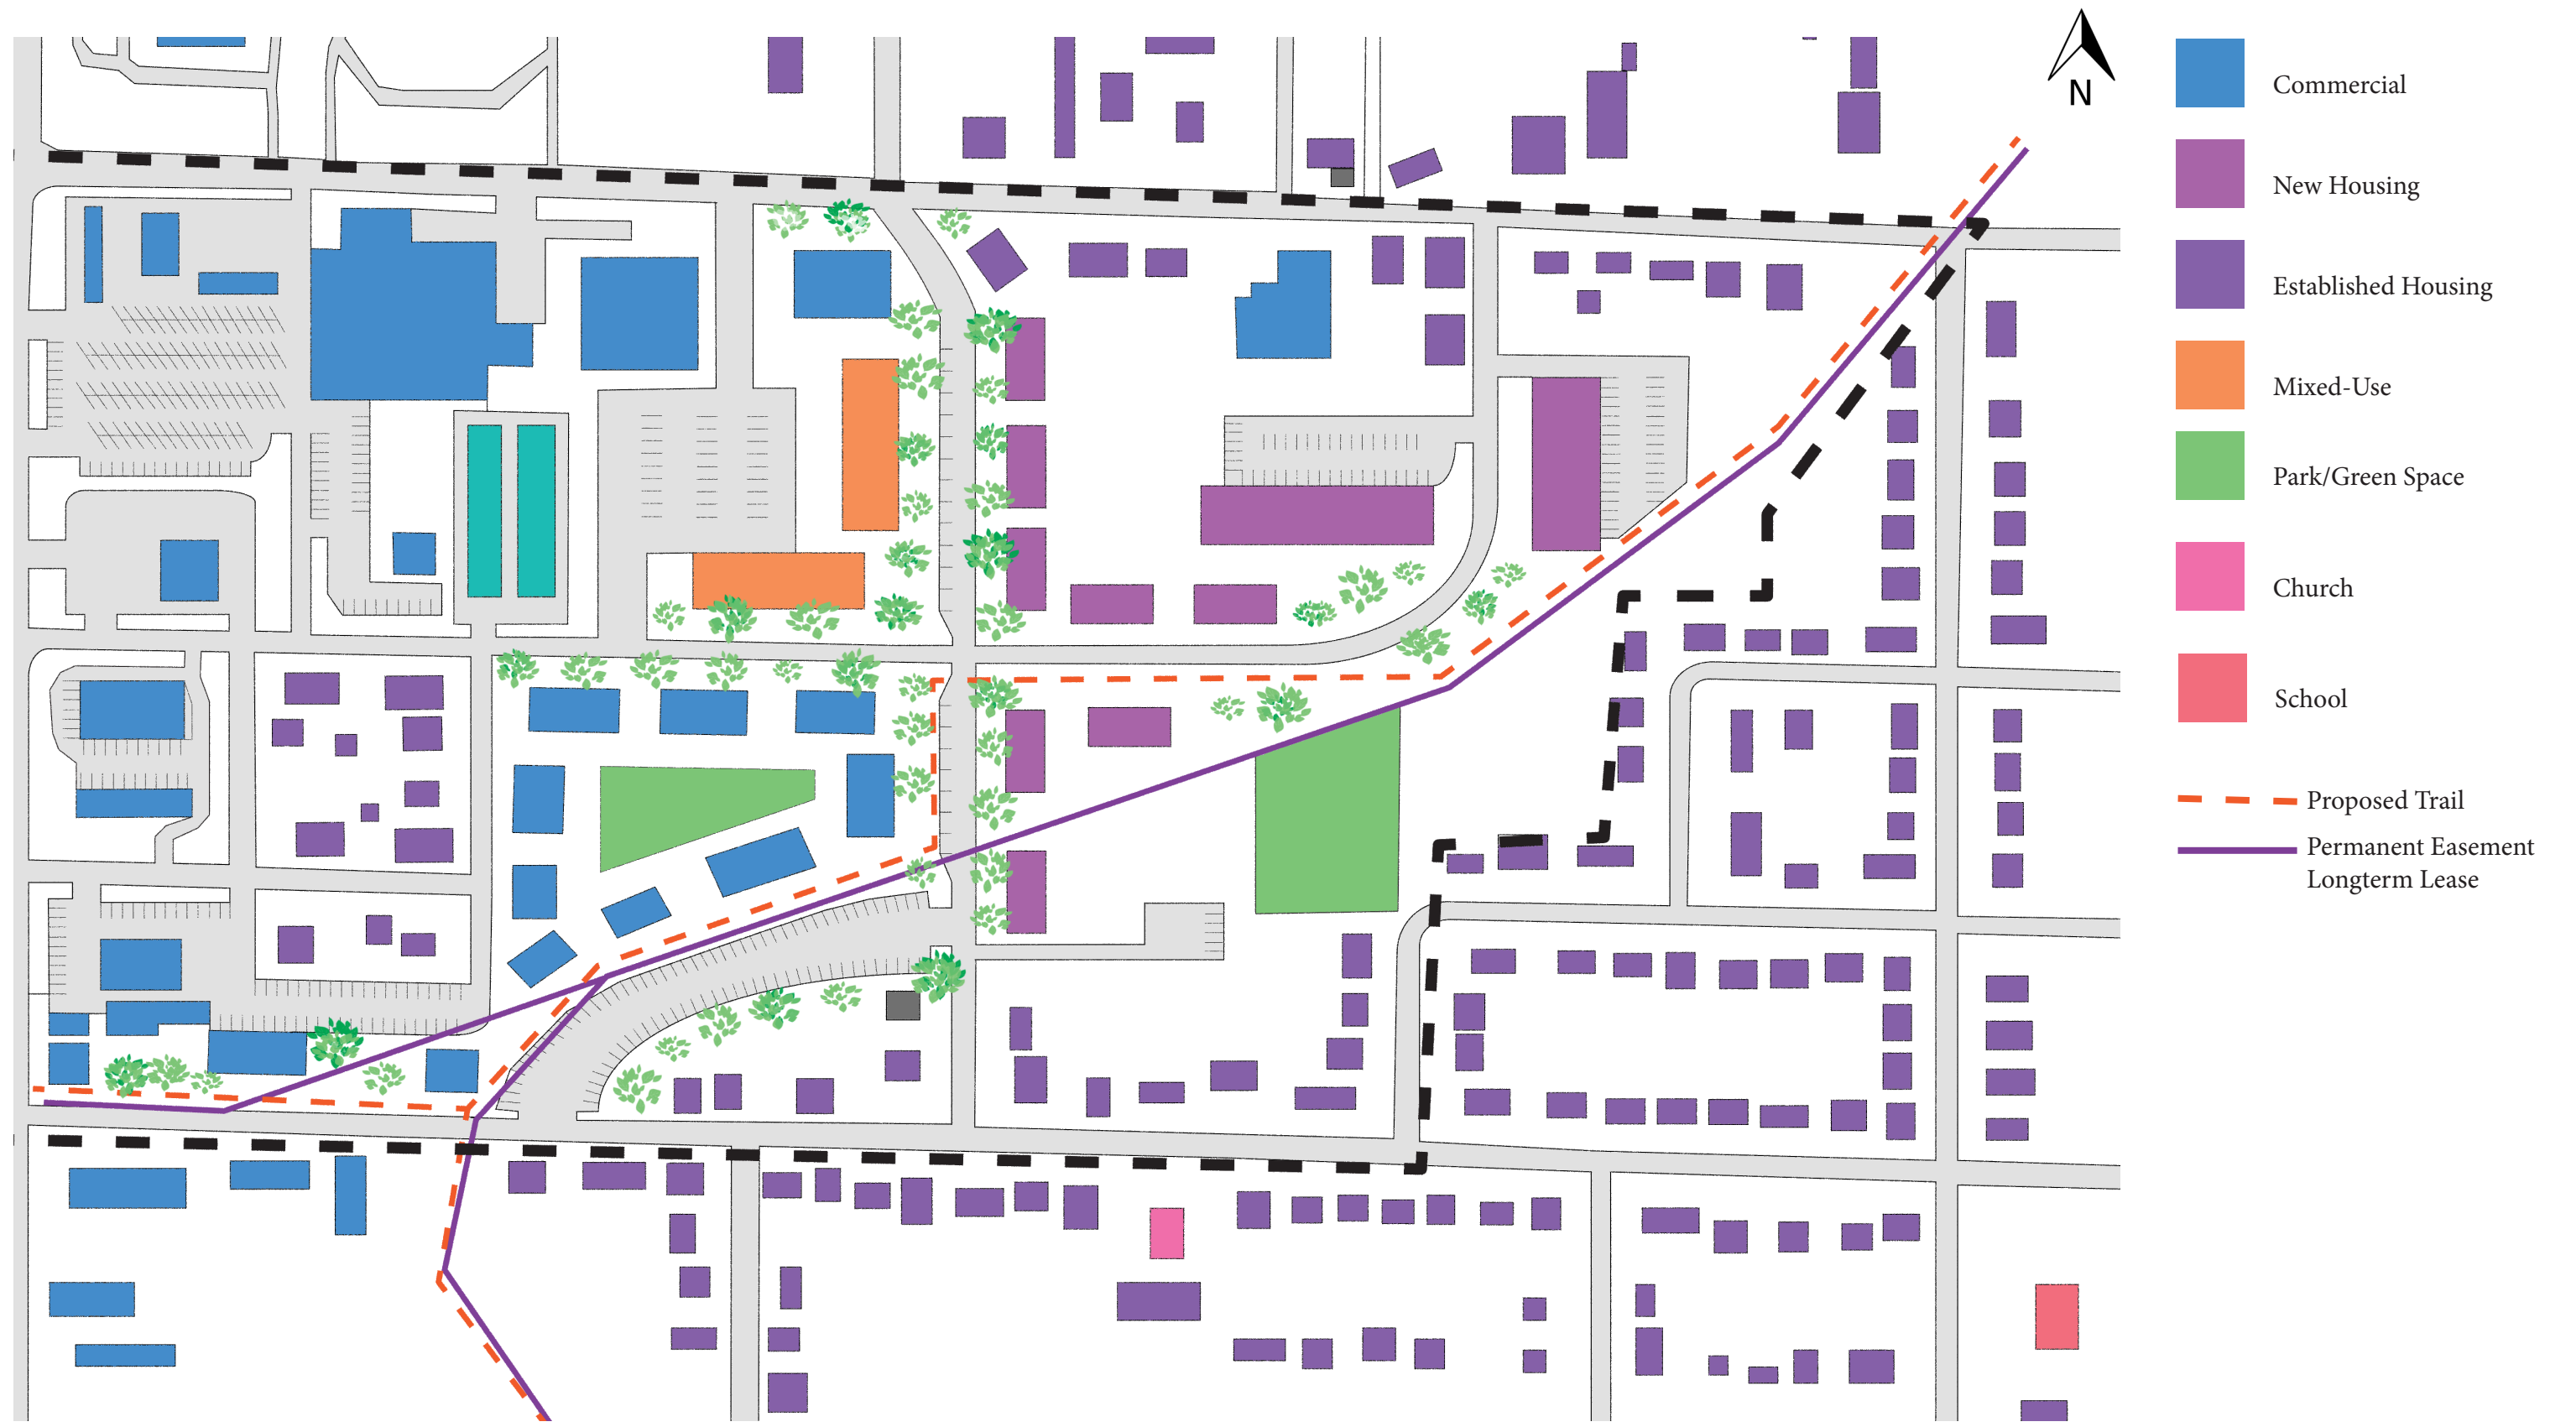 N
Commercial
New Housing
Established Housing
Mixed-Use
Park/Green Space
Church
School
Proposed Trail
Permanent Easement
Longterm Lease